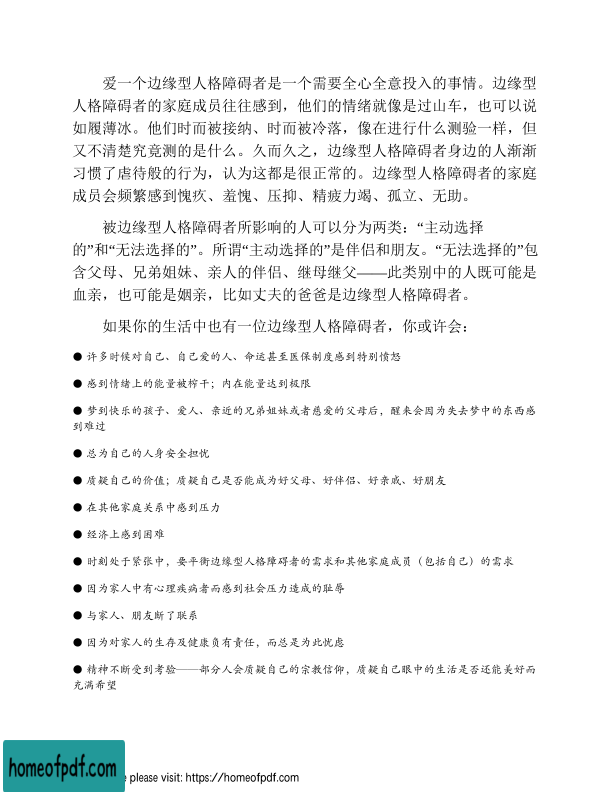 爱一个边缘型人格障碍者是一个需要全心全意投入的事情。边缘型
人格障碍者的家庭成员往往感到，他们的情绪就像是过山车，也可以说
如履薄冰。他们时而被接纳、时而被冷落，像在进行什么测验一样，但
又不清楚究竟测的是什么。久而久之，边缘型人格障碍者身边的人渐渐
习惯了虐待般的行为，认为这都是很正常的。边缘型人格障碍者的家庭
成员会频繁感到愧疚、羞愧、压抑、精疲力竭、孤立、无助。
被边缘型人格障碍者所影响的人可以分为两类：“主动选择
的”和“无法选择的”。所谓“主动选择的”是伴侣和朋友。“无法选择的”包
含父母、兄弟姐妹、亲人的伴侣、继母继父——此类别中的人既可能是
血亲，也可能是姻亲，比如丈夫的爸爸是边缘型人格障碍者。
如果你的生活中也有一位边缘型人格障碍者，你或许会：
● 许多时候对自己、自己爱的人、命运甚至医保制度感到特别愤怒
● 感到情绪上的能量被榨干；内在能量达到极限
● 梦到快乐的孩子、爱人、亲近的兄弟姐妹或者慈爱的父母后，醒来会因为失去梦中的东西感
到难过
● 总为自己的人身安全担忧
● 质疑自己的价值；质疑自己是否能成为好父母、好伴侣、好亲戚、好朋友
● 在其他家庭关系中感到压力
● 经济上感到困难
● 时刻处于紧张中，要平衡边缘型人格障碍者的需求和其他家庭成员（包括自己）的需求
● 因为家人中有心理疾病者而感到社会压力造成的耻辱
● 与家人、朋友断了联系
● 因为对家人的生存及健康负有责任，而总是为此忧虑
● 精神不断受到考验——部分人会质疑自己的宗教信仰，质疑自己眼中的生活是否还能美好而
充满希望
homeofpdf.com
e please visit: https://homeofpdf.com